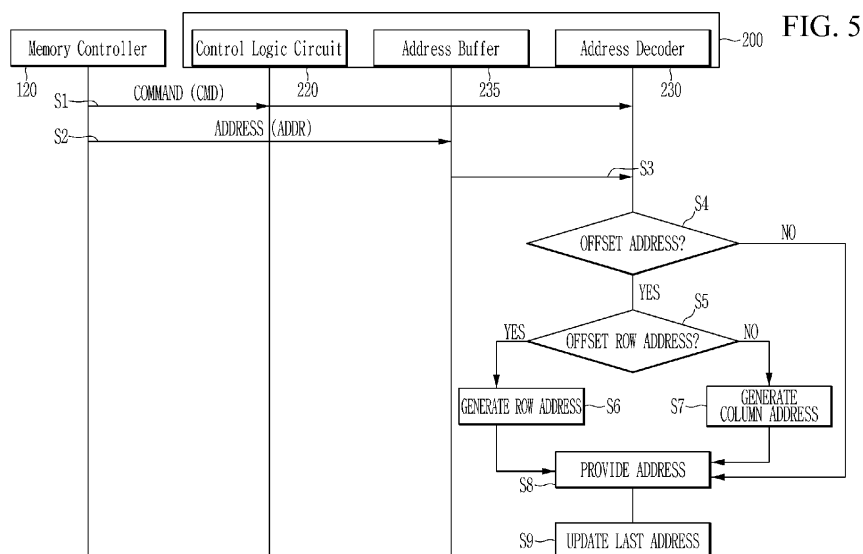 FIG. 5
Memory Controller
Control Logic Circuit
Address Buffer
Address Decoder
200
120
220
235
230
S1
COMMAND (CMD)
S2
ADDRESS (ADDR)
S3
S4
OFFSET ADDRESS?
NO
YES
S5
OFFSET ROW ADDRESS?
YES
NO
GENERATE ROW ADDRESS
S6
S7
GENERATE
COLUMN ADDRESS
PROVIDE ADDRESS
S8
S9
UPDATE LAST ADDRESS